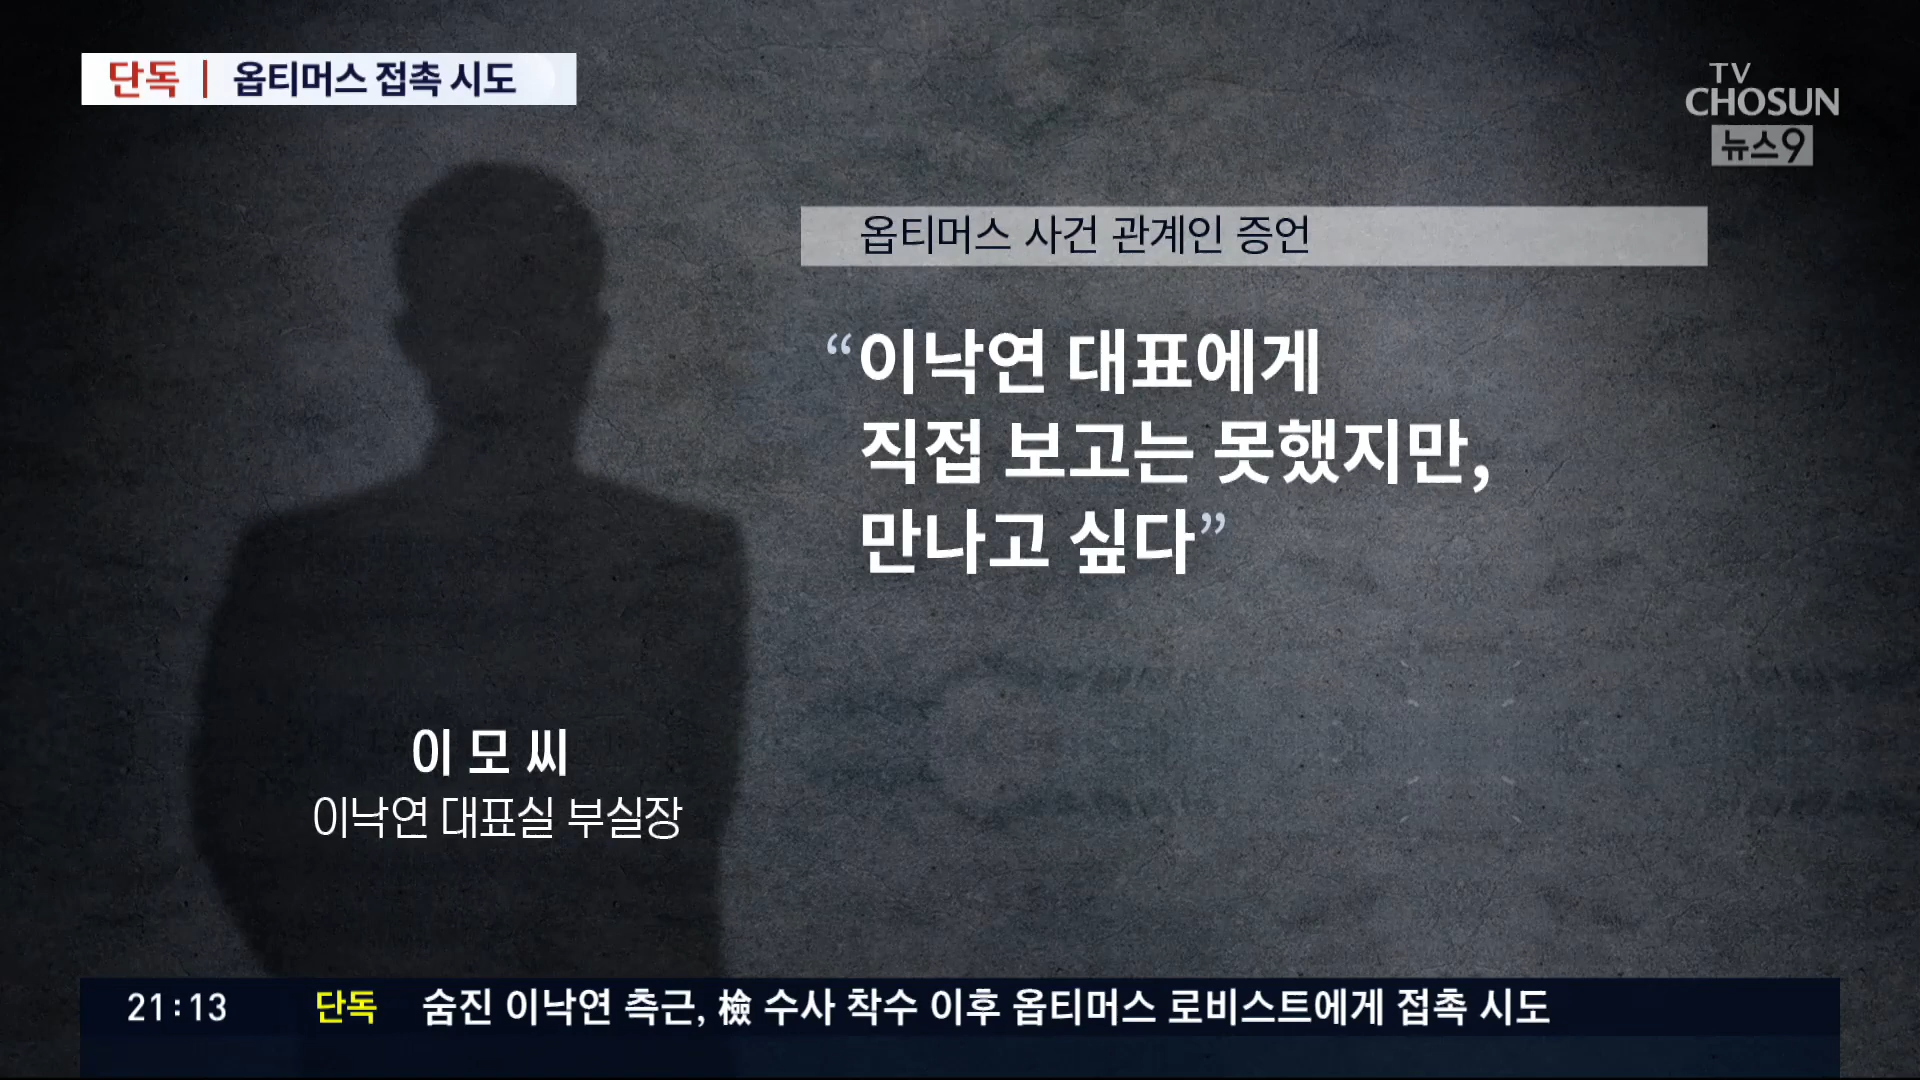 단독 | 옵티머스 접촉 시도
TV
CHOSUN
뉴스9
옵티머스 사건 관계인 증언
“이낙연 대표에게
직접 보고는 못했지만,
만나고 싶다”
이 모 씨
이낙연 대표실 부실장
21:13 단독 숨진 이낙연 측근, 檢 수사 착수 이후 옵티머스 로비스트에게 접촉 시도